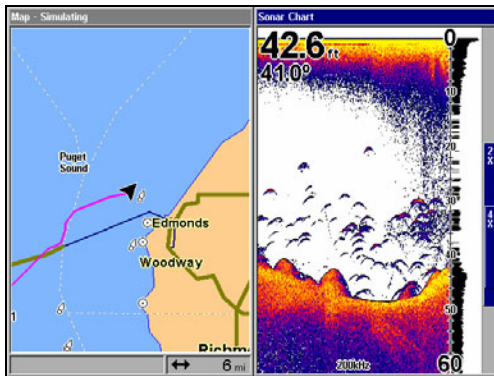 Map - Simulating
Puget
Sound
Edmonds
Woodway
Richm
1
6 mi
Sonar Chart
42.6 ft
41.0°
0
10
20
30
40
50
60
200kHz
2X
4X